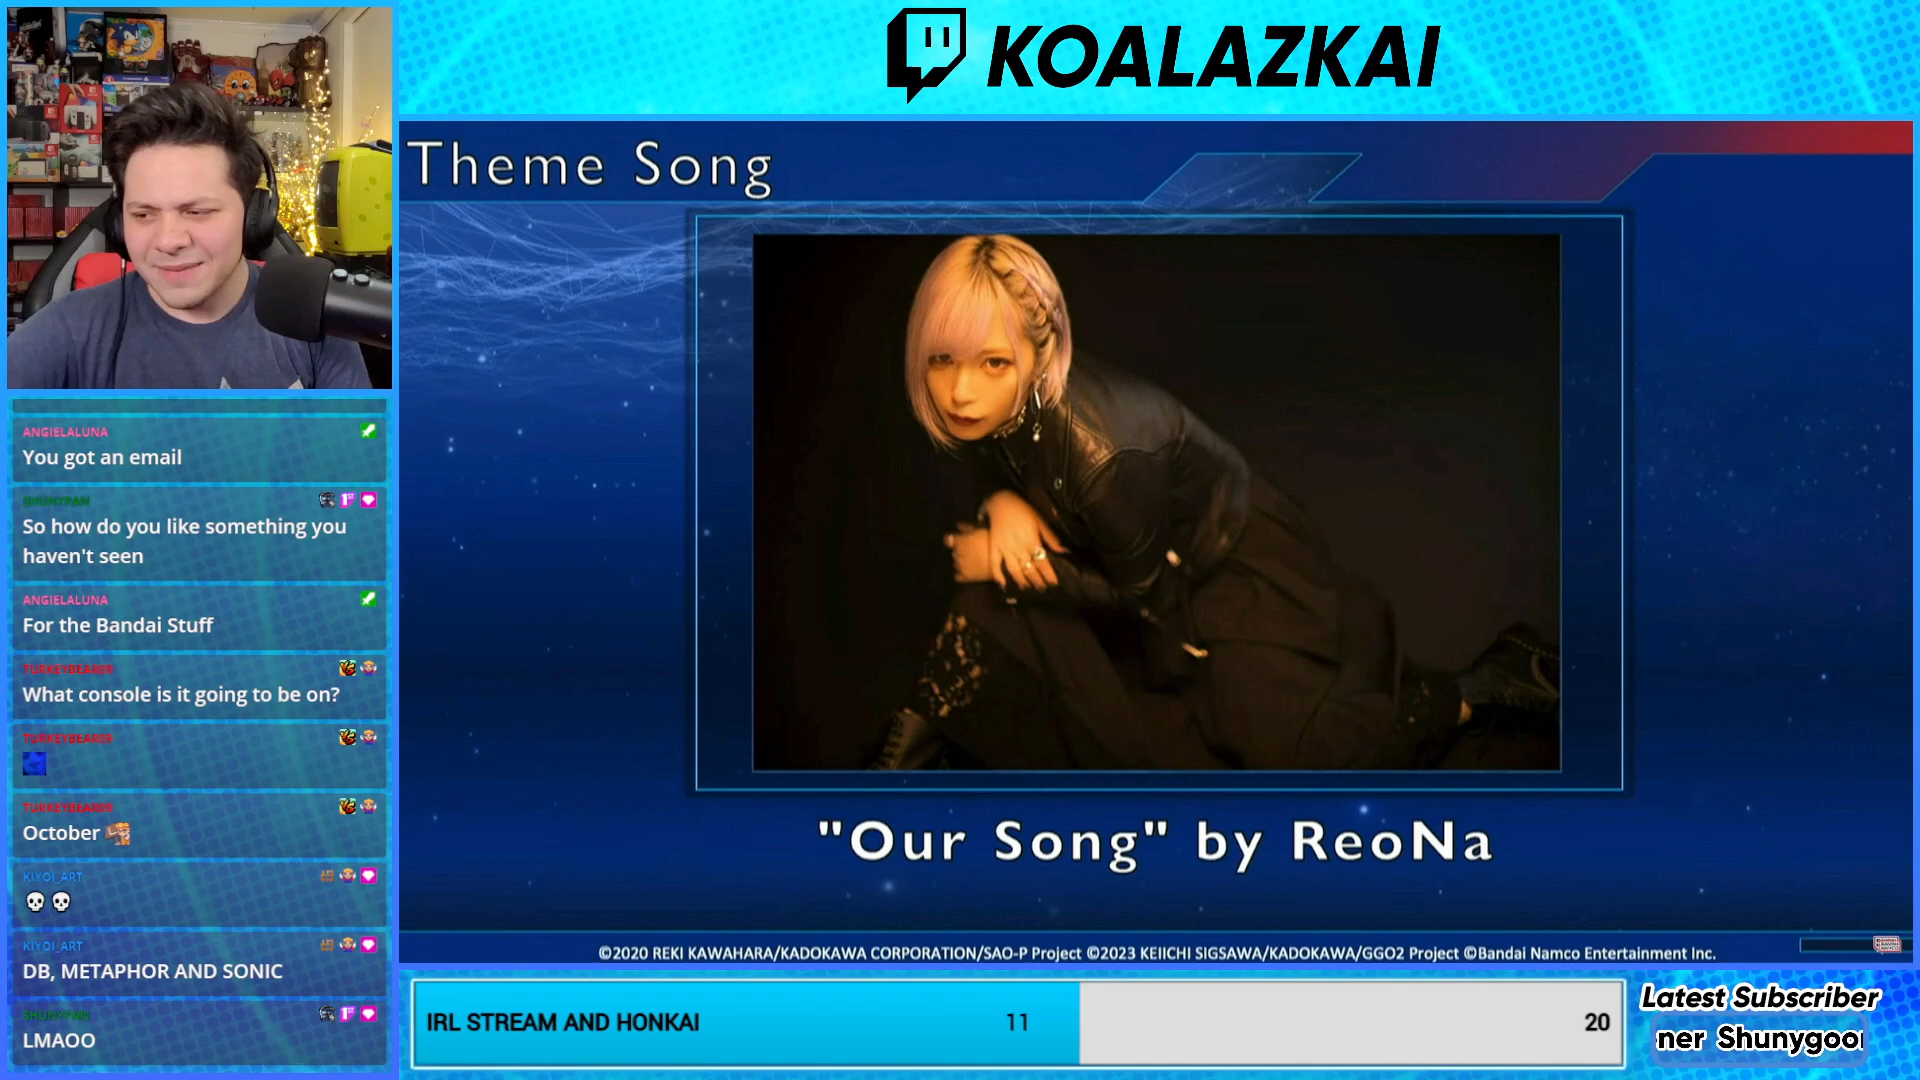 KOALAZKAI
Theme Song
"Our Song" by ReoNa
©2020 REKI KAWAHARA/KADOKAWA CORPORATION/SAO-P Project ©2023 KEIICHI SIGSAWA/KADOKAWA/GGO2 Project ©Bandai Namco Entertainment Inc.
ANGIELALUNA
You got an email
SHUNYPAN
So how do you like something you
haven't seen
ANGIELALUNA
For the Bandai Stuff
What console is it going to be on?
October
KIYOI_ART
KIYOI_ART
DB, METAPHOR AND SONIC
SHUNYPAN
LMAOO
IRL STREAM AND HONKAI 11 20
Latest Subscriber
ner Shunygoo